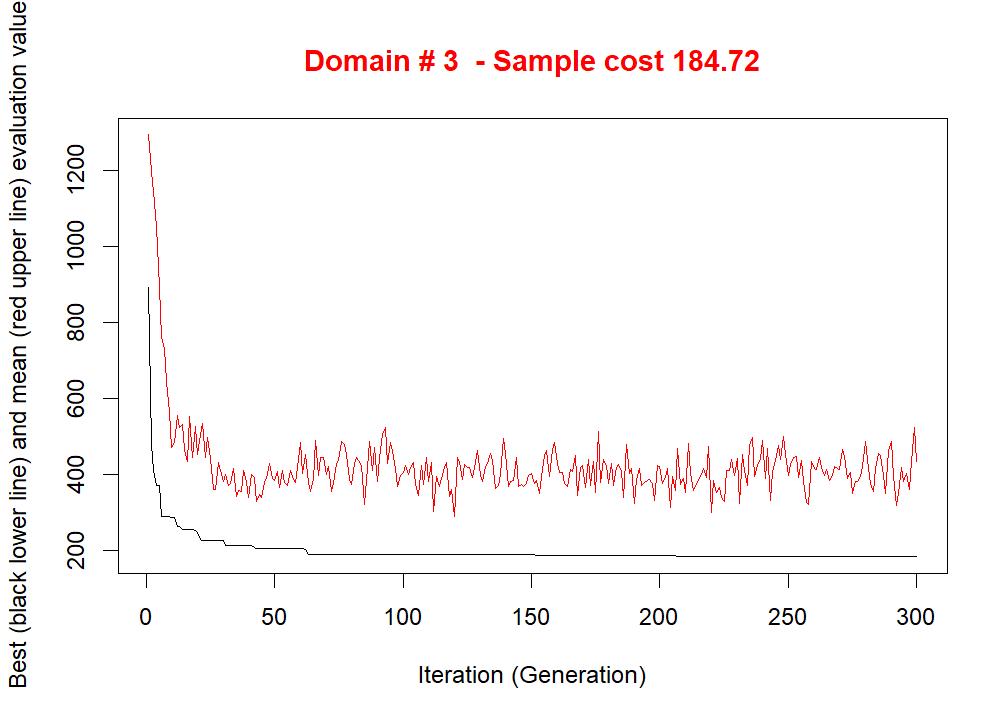 Domain # 3  - Sample cost 184.72
Best (black lower line) and mean (red upper line) evaluation value
1200
1000
800
600
400
200
0 50 100 150 200 250 300
Iteration (Generation)